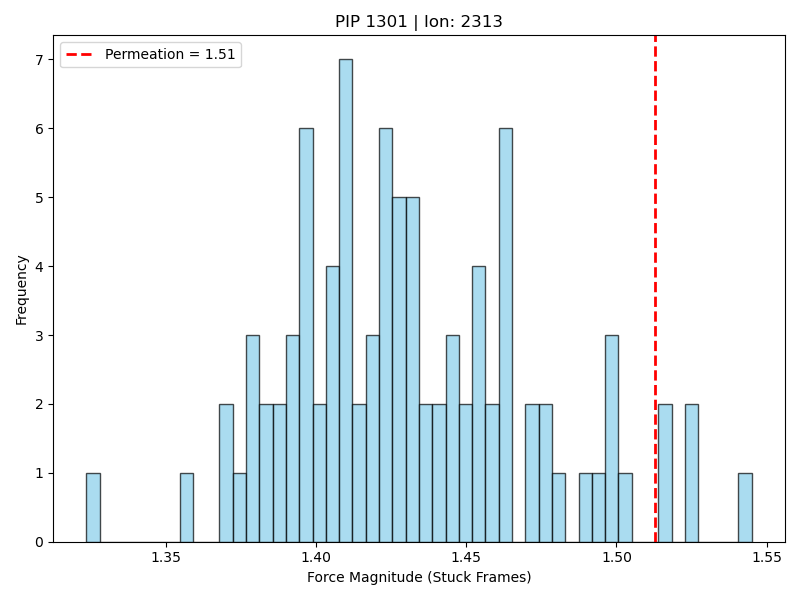 PIP 1301 | Ion: 2313
Permeation = 1.51
7
6
5
4
3
2
1
0
Frequency
1.35 1.40 1.45 1.50 1.55
Force Magnitude (Stuck Frames)